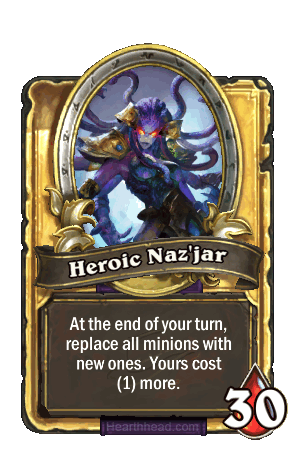 Heroic Naz'jar
At the end of your turn,
replace all minions with
new ones. Yours cost
(1) more.
30
Hearthhead.com